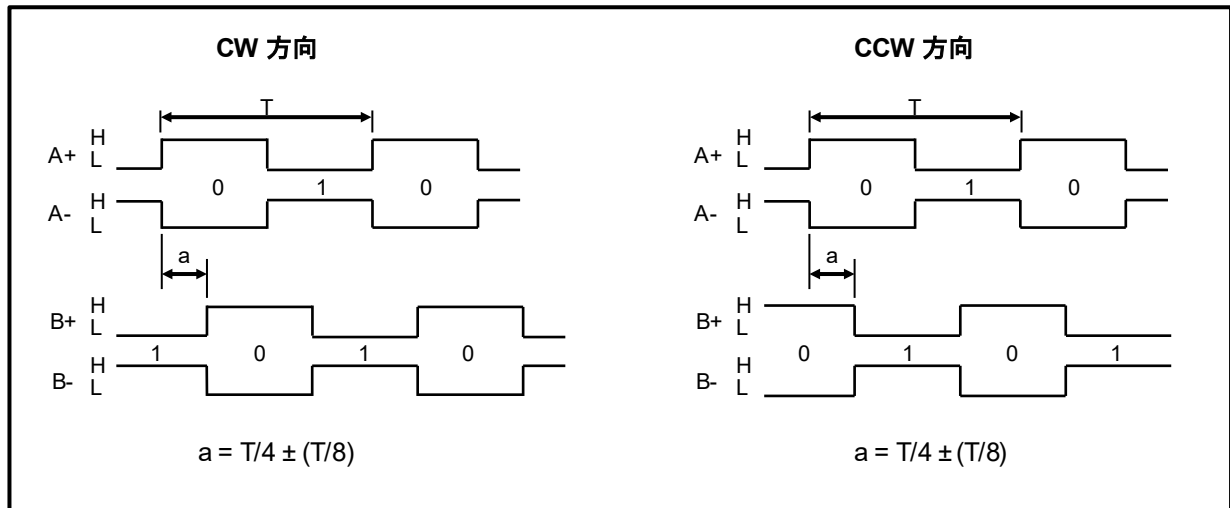 CW 方向
CCW 方向
T
T
A+ H
L
A+ H
L
0 1 0
0 1 0
A- H
L
A- H
L
a
a
B+ H
L
B+ H
L
1 0 1 0
0 1 0 1
B- H
L
B- H
L
a = T/4 ± (T/8)
a = T/4 ± (T/8)